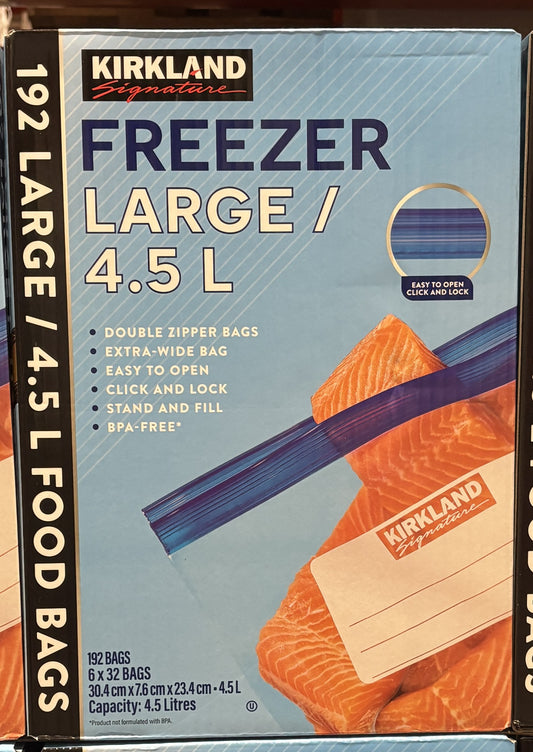 192 LARGE / 4.5 L FOOD BAGS
KIRKLAND
Signature
FREEZER
LARGE /
4.5 L
EASY TO OPEN
CLICK AND LOCK
• DOUBLE ZIPPER BAGS
• EXTRA-WIDE BAG
• EASY TO OPEN
• CLICK AND LOCK
• STAND AND FILL
• BPA-FREE*
KIRKLAND
Signature
192 BAGS
6 x 32 BAGS
30.4 cm x 7.6 cm x 23.4 cm • 4.5 L
Capacity: 4.5 Litres
*Product not formulated with BPA.
U
BAGS